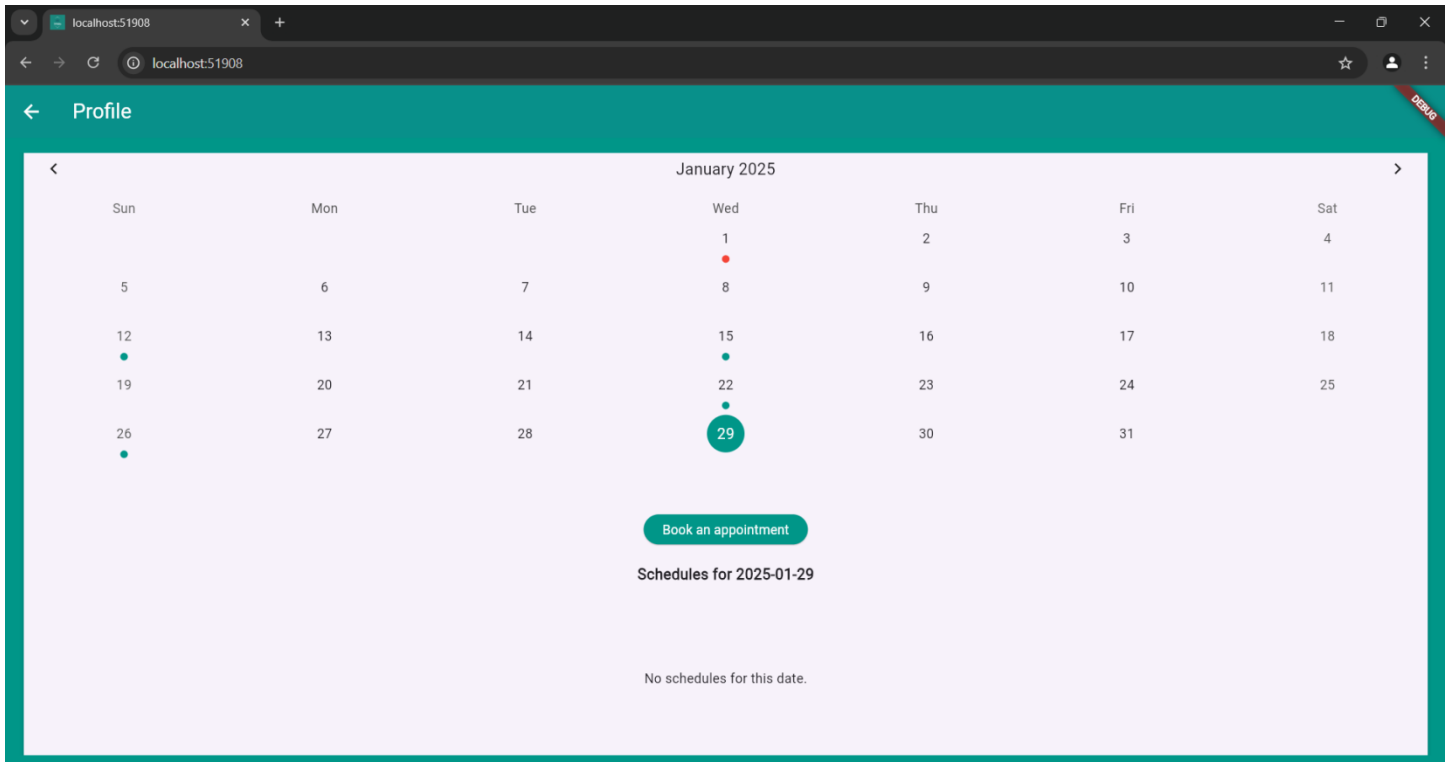 localhost:51908
localhost:51908
Profile
DEBUG
January 2025
Sun Mon Tue Wed Thu Fri Sat
1 2 3 4
5 6 7 8 9 10 11
12 13 14 15 16 17 18
19 20 21 22 23 24 25
26 27 28 29 30 31
Book an appointment
Schedules for 2025-01-29
No schedules for this date.